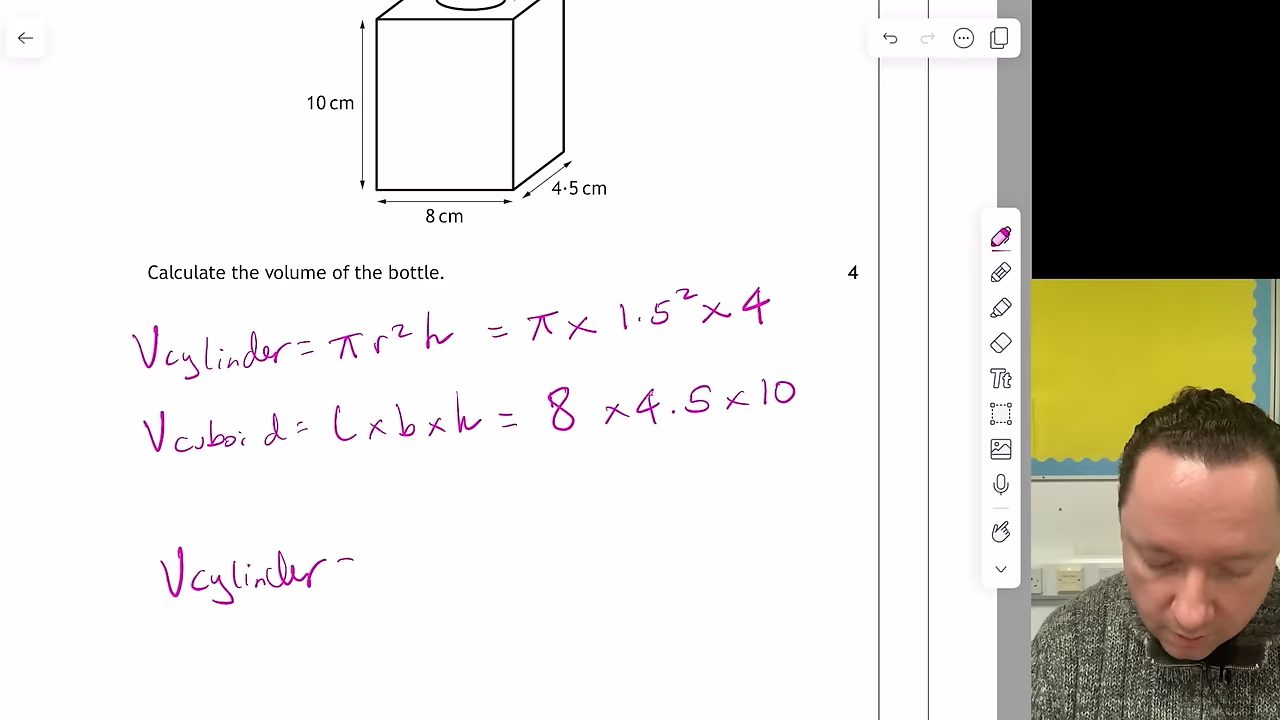 10 cm
4·5 cm
8 cm
Calculate the volume of the bottle. 4
Vcylinder = πr²h = π × 1.5² × 4
Vcuboid = l×b×h = 8 × 4.5 × 10
Vcylinder -
Tt